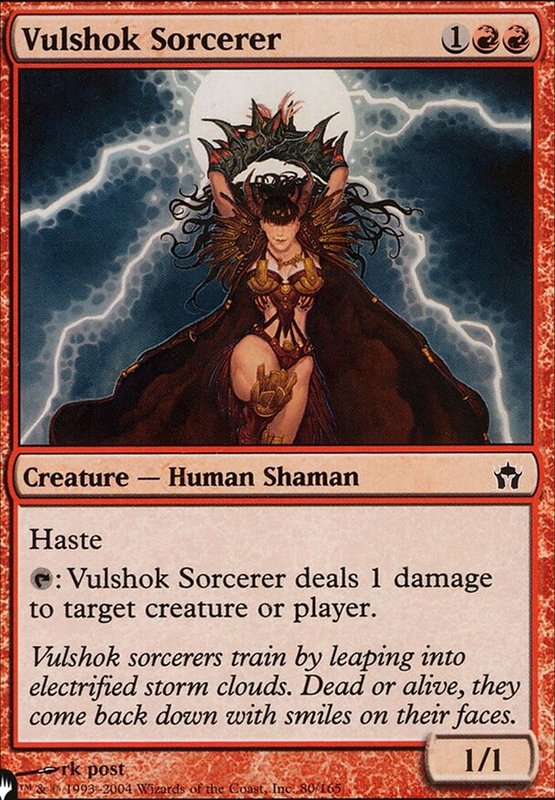 Vulshok Sorcerer 1
Creature — Human Shaman
Haste
: Vulshok Sorcerer deals 1 damage
to target creature or player.
Vulshok sorcerers train by leaping into
electrified storm clouds. Dead or alive, they
come back down with smiles on their faces.
1/1
rk post
™ & © 1993–2004 Wizards of the Coast, Inc. 80/165